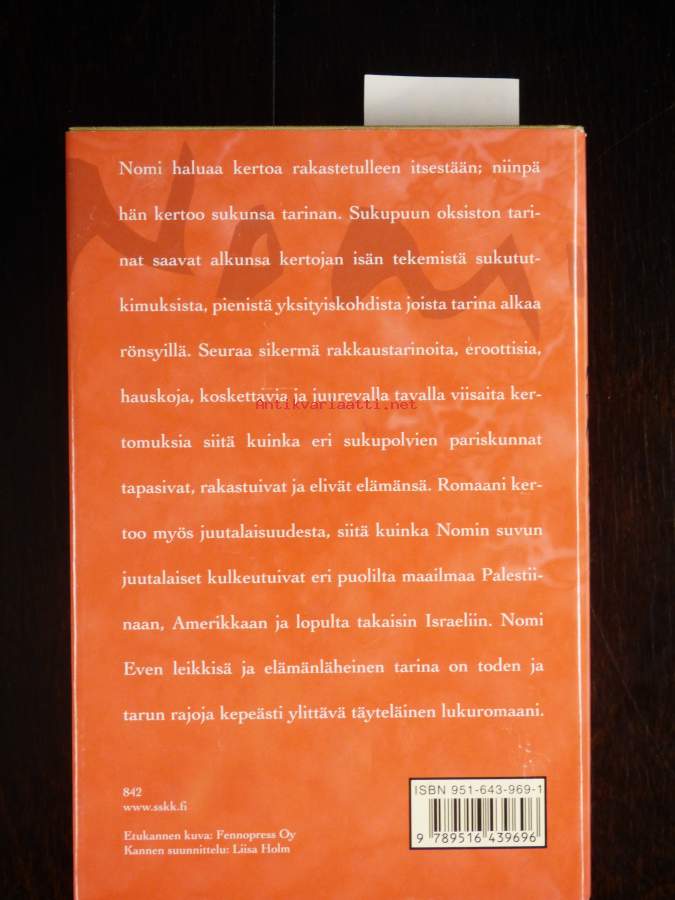 Nomi haluaa kertoa rakastetulleen itsestään; niinpä
hän kertoo sukunsa tarinan. Sukupuun oksiston tari-
nat saavat alkunsa kertojan isän tekemistä sukutut-
kimuksista, pienistä yksityiskohdista joista tarina alkaa
rönsyillä. Seuraa sikermä rakkaustarinoita, eroottisia,
hauskoja, koskettavia ja juurevalla tavalla viisaita ker-
Antikvariaatti.net
tomuksia siitä kuinka eri sukupolvien pariskunnat
tapasivat, rakastuivat ja elivät elämänsä. Romaani ker-
too myös juutalaisuudesta, siitä kuinka Nomin suvun
juutalaiset kulkeutuivat eri puolilta maailmaa Palestii-
naan, Amerikkaan ja lopulta takaisin Israeliin. Nomi
Even leikkisä ja elämänläheinen tarina on toden ja
tarun rajoja kepeästi ylittävä täyteläinen lukuromaani.
842
www.sskk.fi
Etukannen kuva: Fennopress Oy
Kannen suunnittelu: Liisa Holm
ISBN 951-643-969-1
9 789516 439696
Nomi